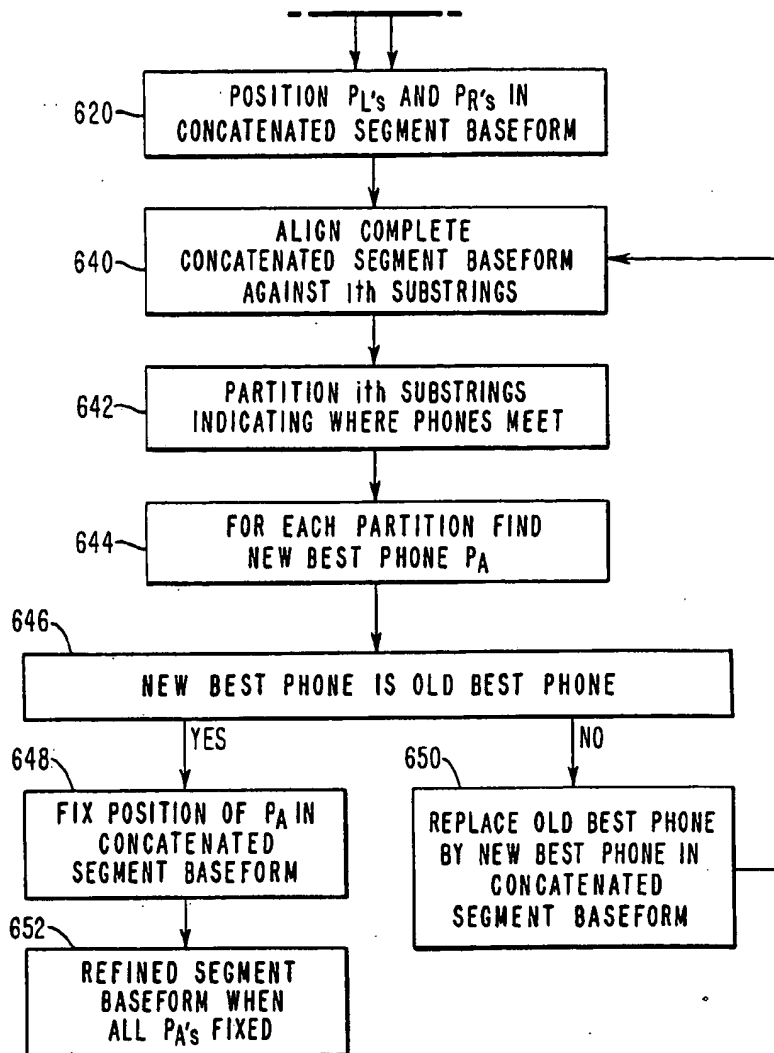 620
POSITION PL's AND PR's IN
CONCATENATED SEGMENT BASEFORM
640
ALIGN COMPLETE
CONCATENATED SEGMENT BASEFORM
AGAINST ith SUBSTRINGS
642
PARTITION ith SUBSTRINGS
INDICATING WHERE PHONES MEET
644
FOR EACH PARTITION FIND
NEW BEST PHONE PA
646
NEW BEST PHONE IS OLD BEST PHONE
YES
NO
648
FIX POSITION OF PA IN
CONCATENATED
SEGMENT BASEFORM
650
REPLACE OLD BEST PHONE
BY NEW BEST PHONE IN
CONCATENATED
SEGMENT BASEFORM
652
REFINED SEGMENT
BASEFORM WHEN
ALL PA's FIXED